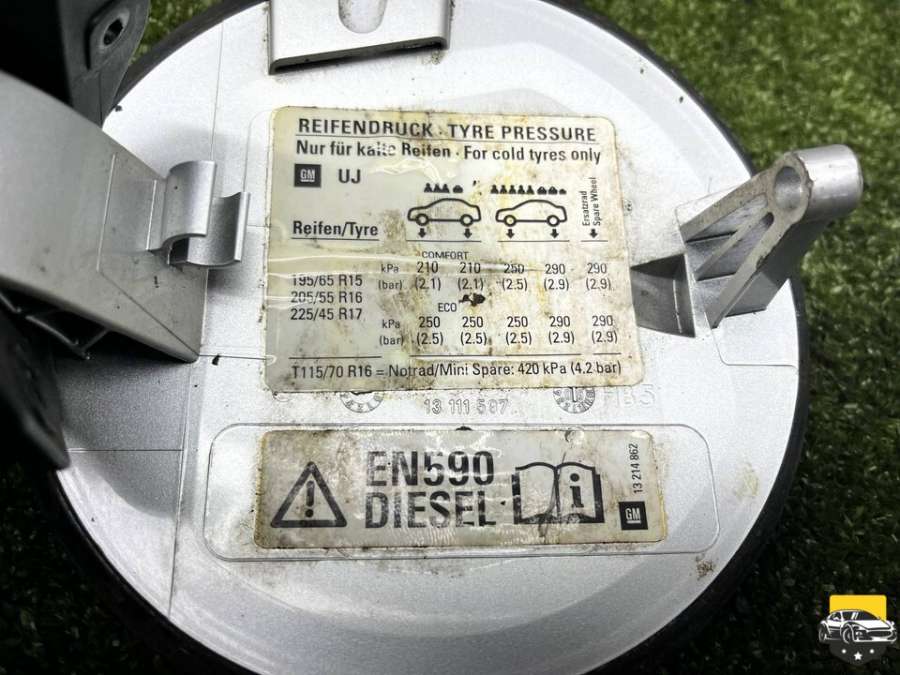 REIFENDRUCK · TYRE PRESSURE
Nur für kalte Reifen · For cold tyres only
GM UJ
Ersatzrad
Spare Wheel
Reifen/Tyre
COMFORT
kPa 210 210 250 290 290
195/65 R15 (bar) (2.1) (2.1) (2.5) (2.9) (2.9)
205/55 R16 ECO
225/45 R17 kPa 250 250 250 290 290
(bar) (2.5) (2.5) (2.5) (2.9) (2.9)
T115/70 R16 = Notrad/Mini Spare: 420 kPa (4.2 bar)
13 111 597
EN590
DIESEL
i
13 214 862
GM